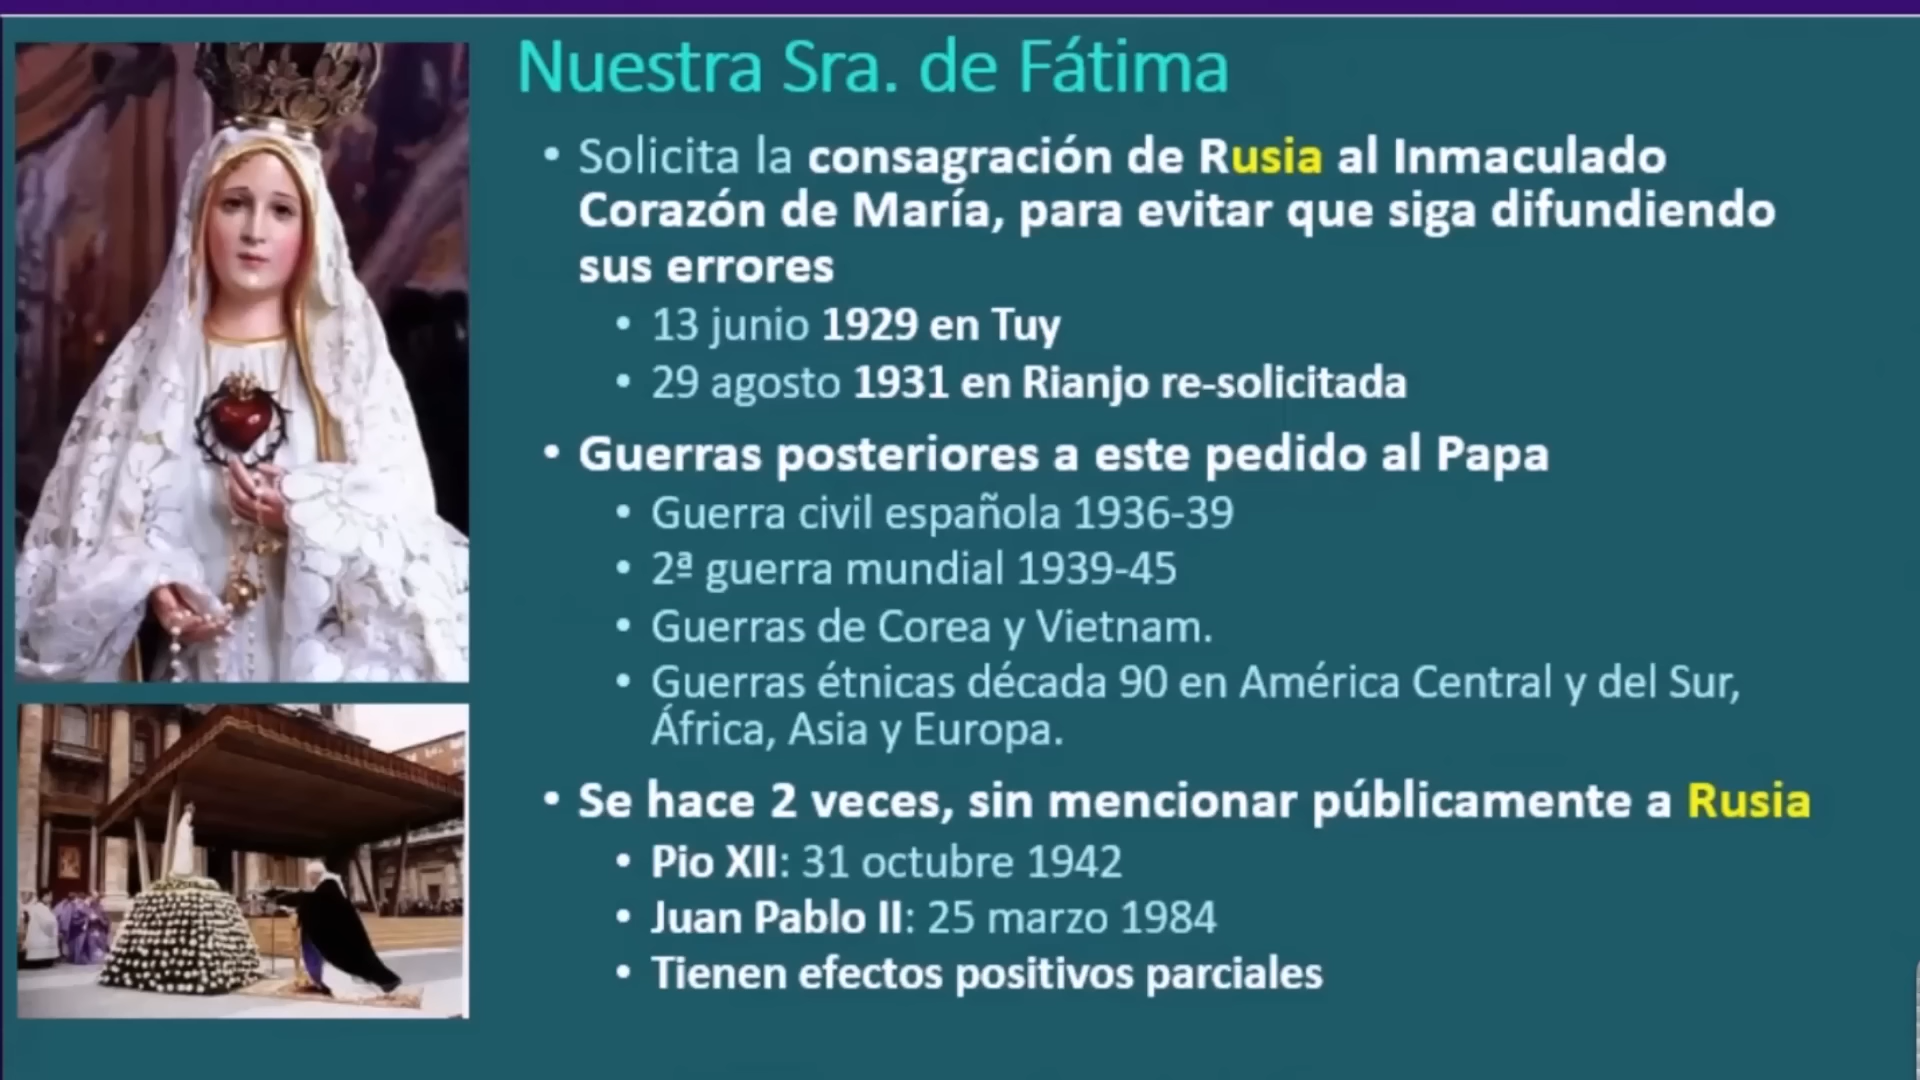 Nuestra Sra. de Fátima
• Solicita la consagración de Rusia al Inmaculado
Corazón de María, para evitar que siga difundiendo
sus errores
• 13 junio 1929 en Tuy
• 29 agosto 1931 en Rianjo re-solicitada
• Guerras posteriores a este pedido al Papa
• Guerra civil española 1936-39
• 2ª guerra mundial 1939-45
• Guerras de Corea y Vietnam.
• Guerras étnicas década 90 en América Central y del Sur,
África, Asia y Europa.
• Se hace 2 veces, sin mencionar públicamente a Rusia
• Pio XII: 31 octubre 1942
• Juan Pablo II: 25 marzo 1984
• Tienen efectos positivos parciales